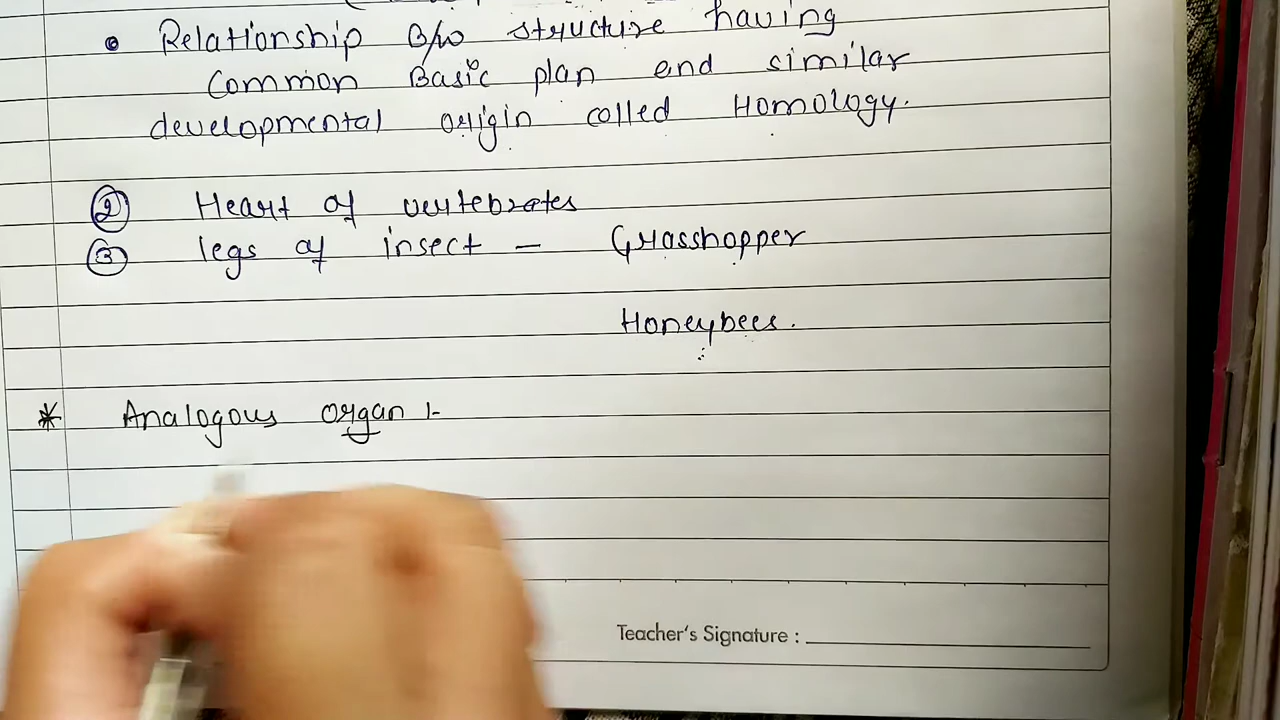 • Relationship B/w structure having
Common Basic plan and similar
developmental origin called Homology.
② Heart of vertebrates
③ legs of insect – Grasshopper
Honeybees.
* Analogous organ :-
Teacher's Signature :